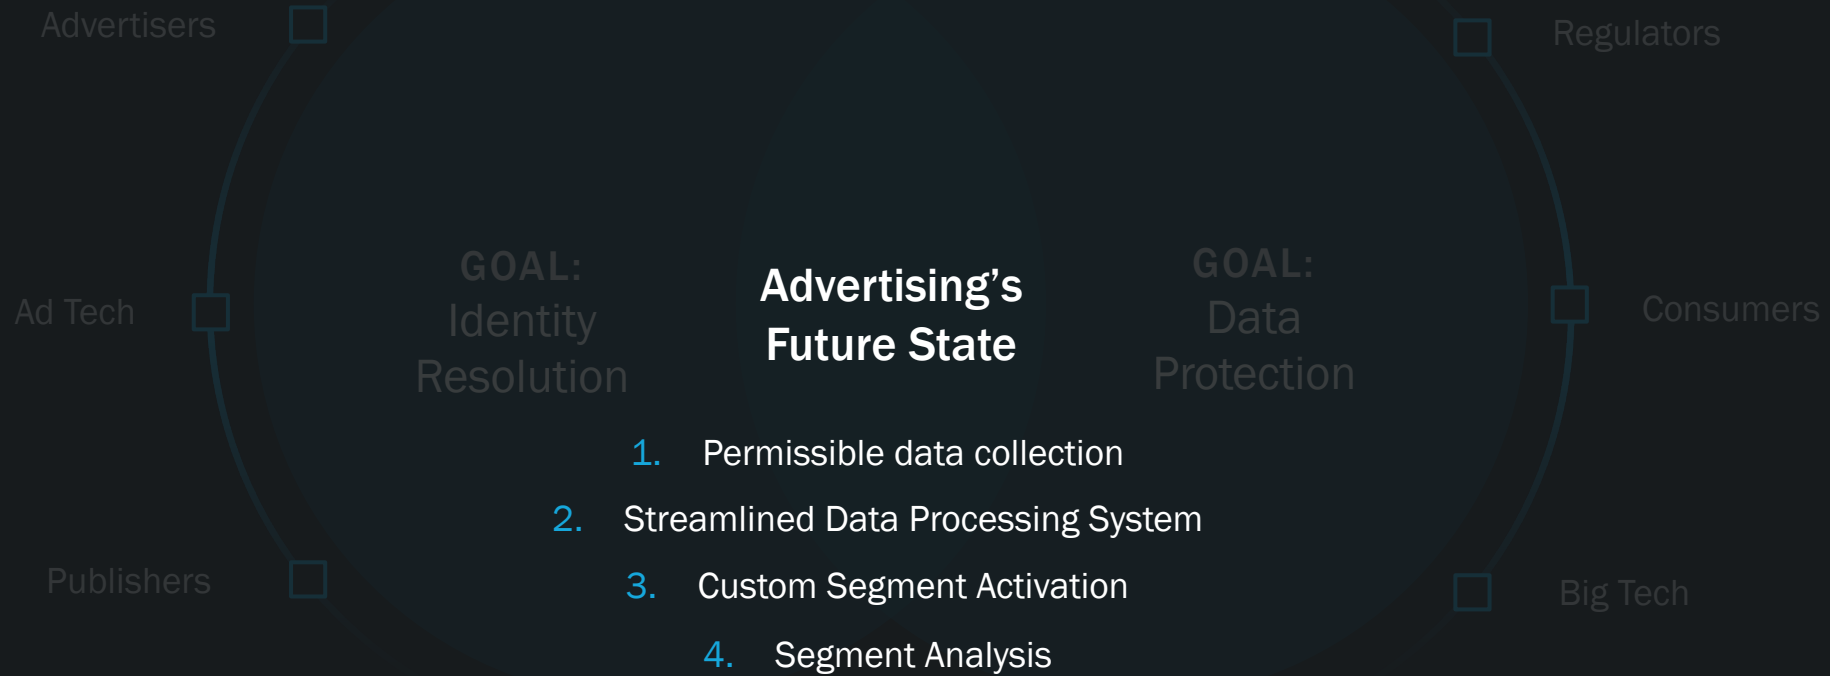 Advertisers
Regulators
GOAL:
Identity
Resolution
Advertising’s
Future State
GOAL:
Data
Protection
Ad Tech
Consumers
1. Permissible data collection
2. Streamlined Data Processing System
3. Custom Segment Activation
4. Segment Analysis
Publishers
Big Tech